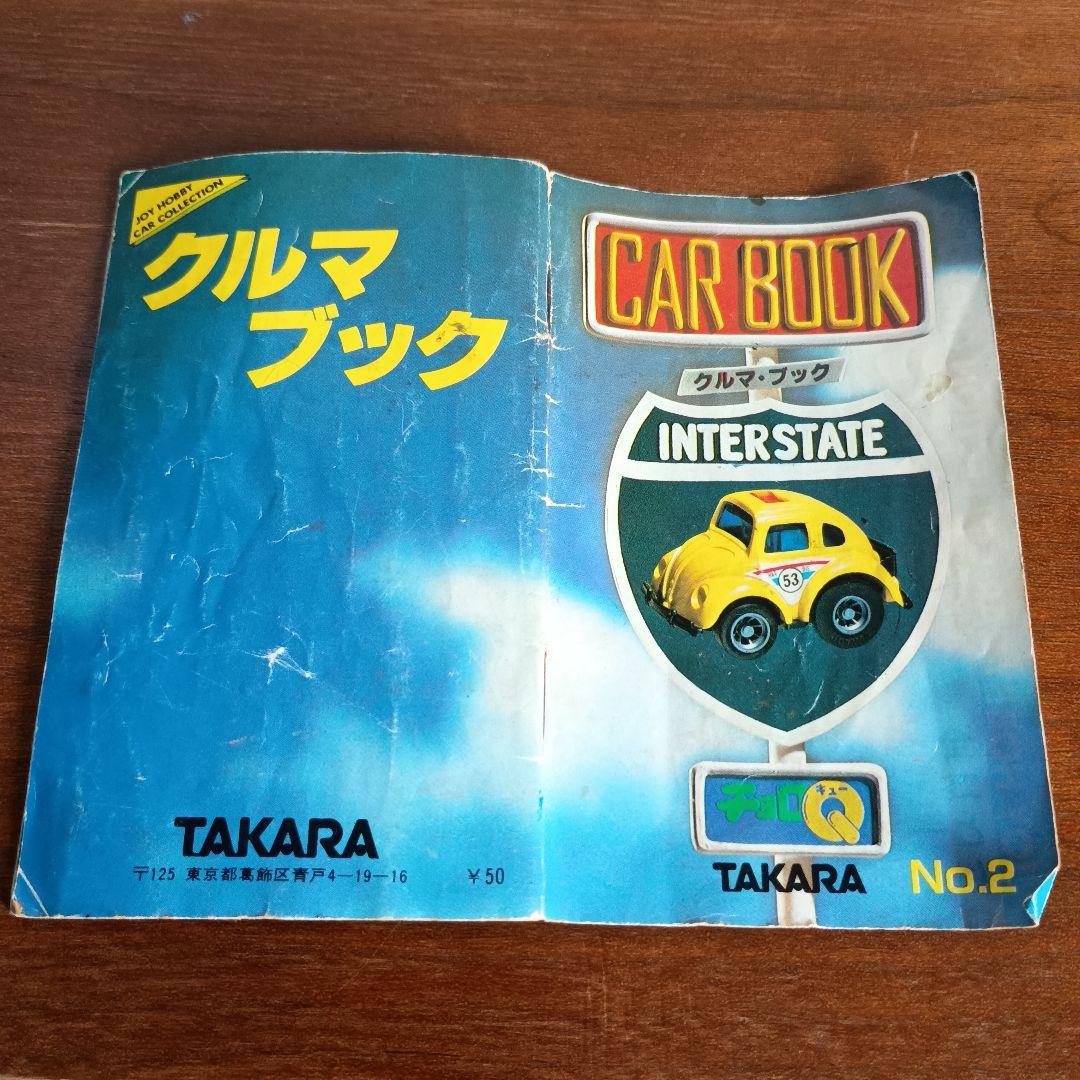 JOY HOBBY
CAR COLLECTION
クルマ
ブック
TAKARA
〒125 東京都葛飾区青戸4-19-16 ￥50
CAR BOOK
クルマ・ブック
INTERSTATE
53
チョロQ
キュー
TAKARA
No.2